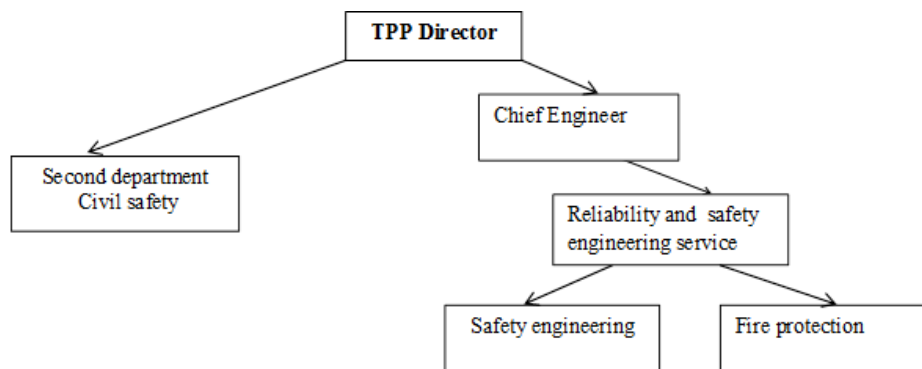 TPP Director
Chief Engineer
Second department
Civil safety
Reliability and safety
engineering service
Safety engineering
Fire protection